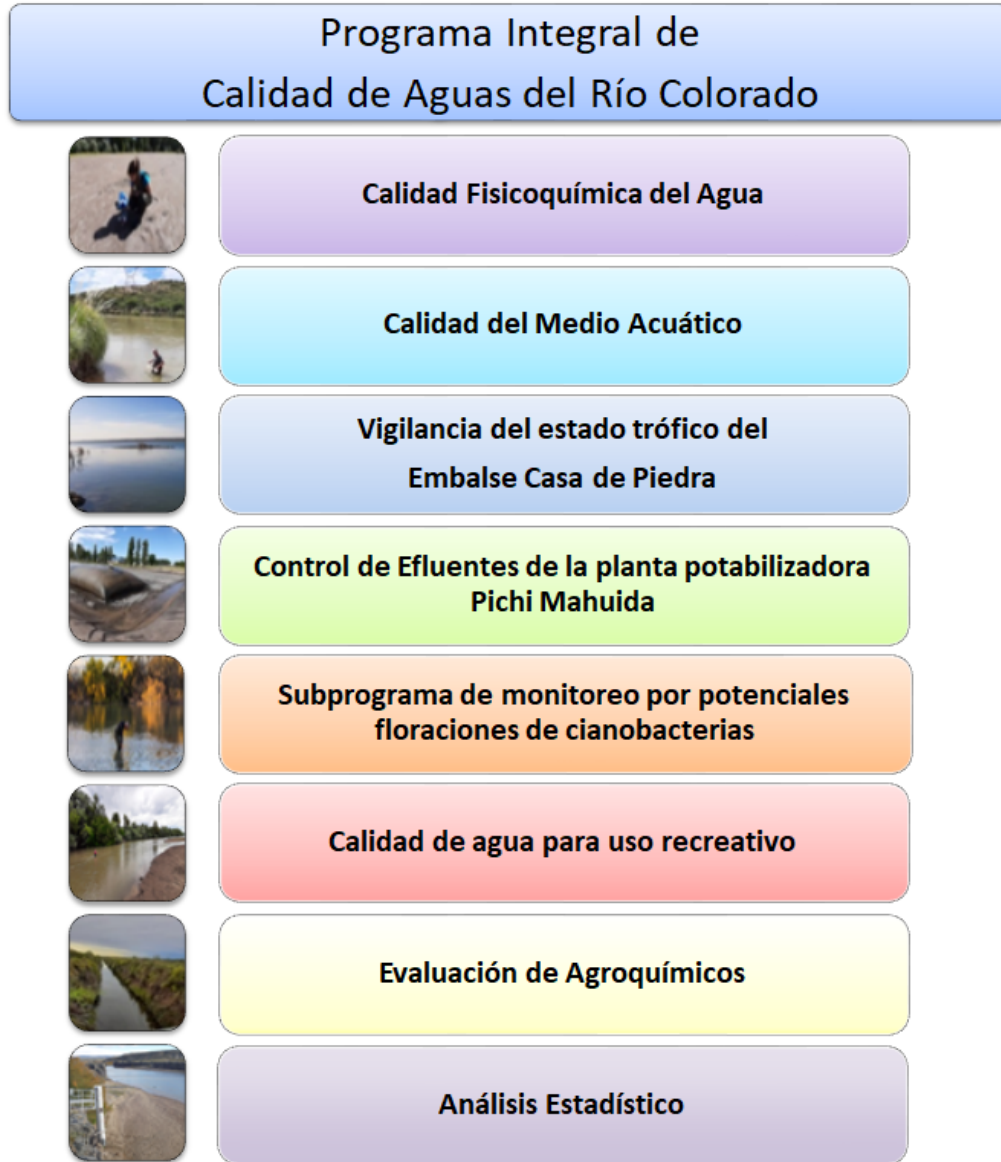 Programa Integral de
Calidad de Aguas del Río Colorado
Calidad Fisicoquímica del Agua
Calidad del Medio Acuático
Vigilancia del estado trófico del
Embalse Casa de Piedra
Control de Efluentes de la planta potabilizadora
Pichi Mahuida
Subprograma de monitoreo por potenciales
floraciones de cianobacterias
Calidad de agua para uso recreativo
Evaluación de Agroquímicos
Análisis Estadístico